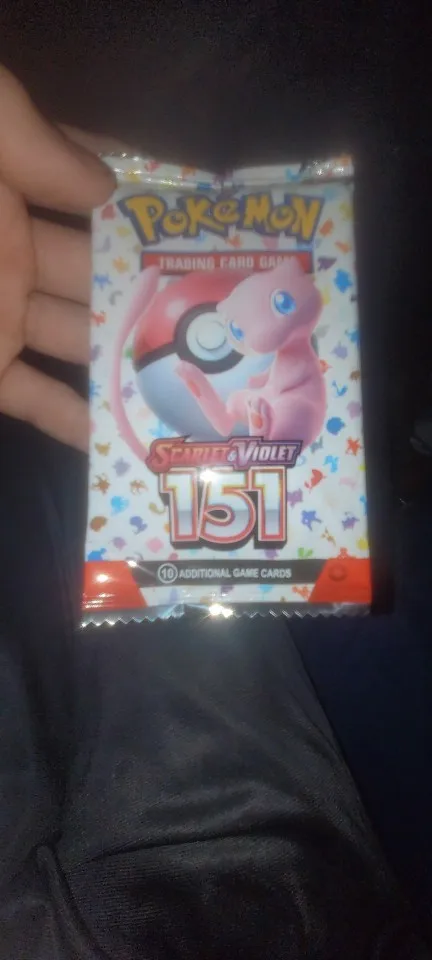 POKéMON
TRADING CARD GAME
SCARLET & VIOLET
151
10 ADDITIONAL GAME CARDS